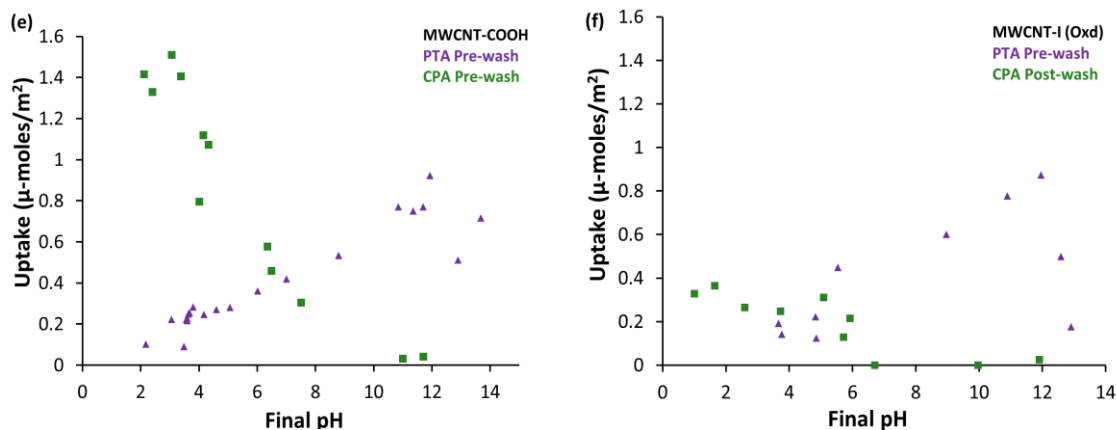 (e)
MWCNT-COOH
PTA Pre-wash
CPA Pre-wash
Uptake (µ-moles/m²)
1.6
1.4
1.2
1
0.8
0.6
0.4
0.2
0
0 2 4 6 8 10 12 14
Final pH
(f)
MWCNT-I (Oxd)
PTA Pre-wash
CPA Post-wash
Uptake (µ-moles/m²)
1.6
1.4
1.2
1
0.8
0.6
0.4
0.2
0
0 2 4 6 8 10 12 14
Final pH